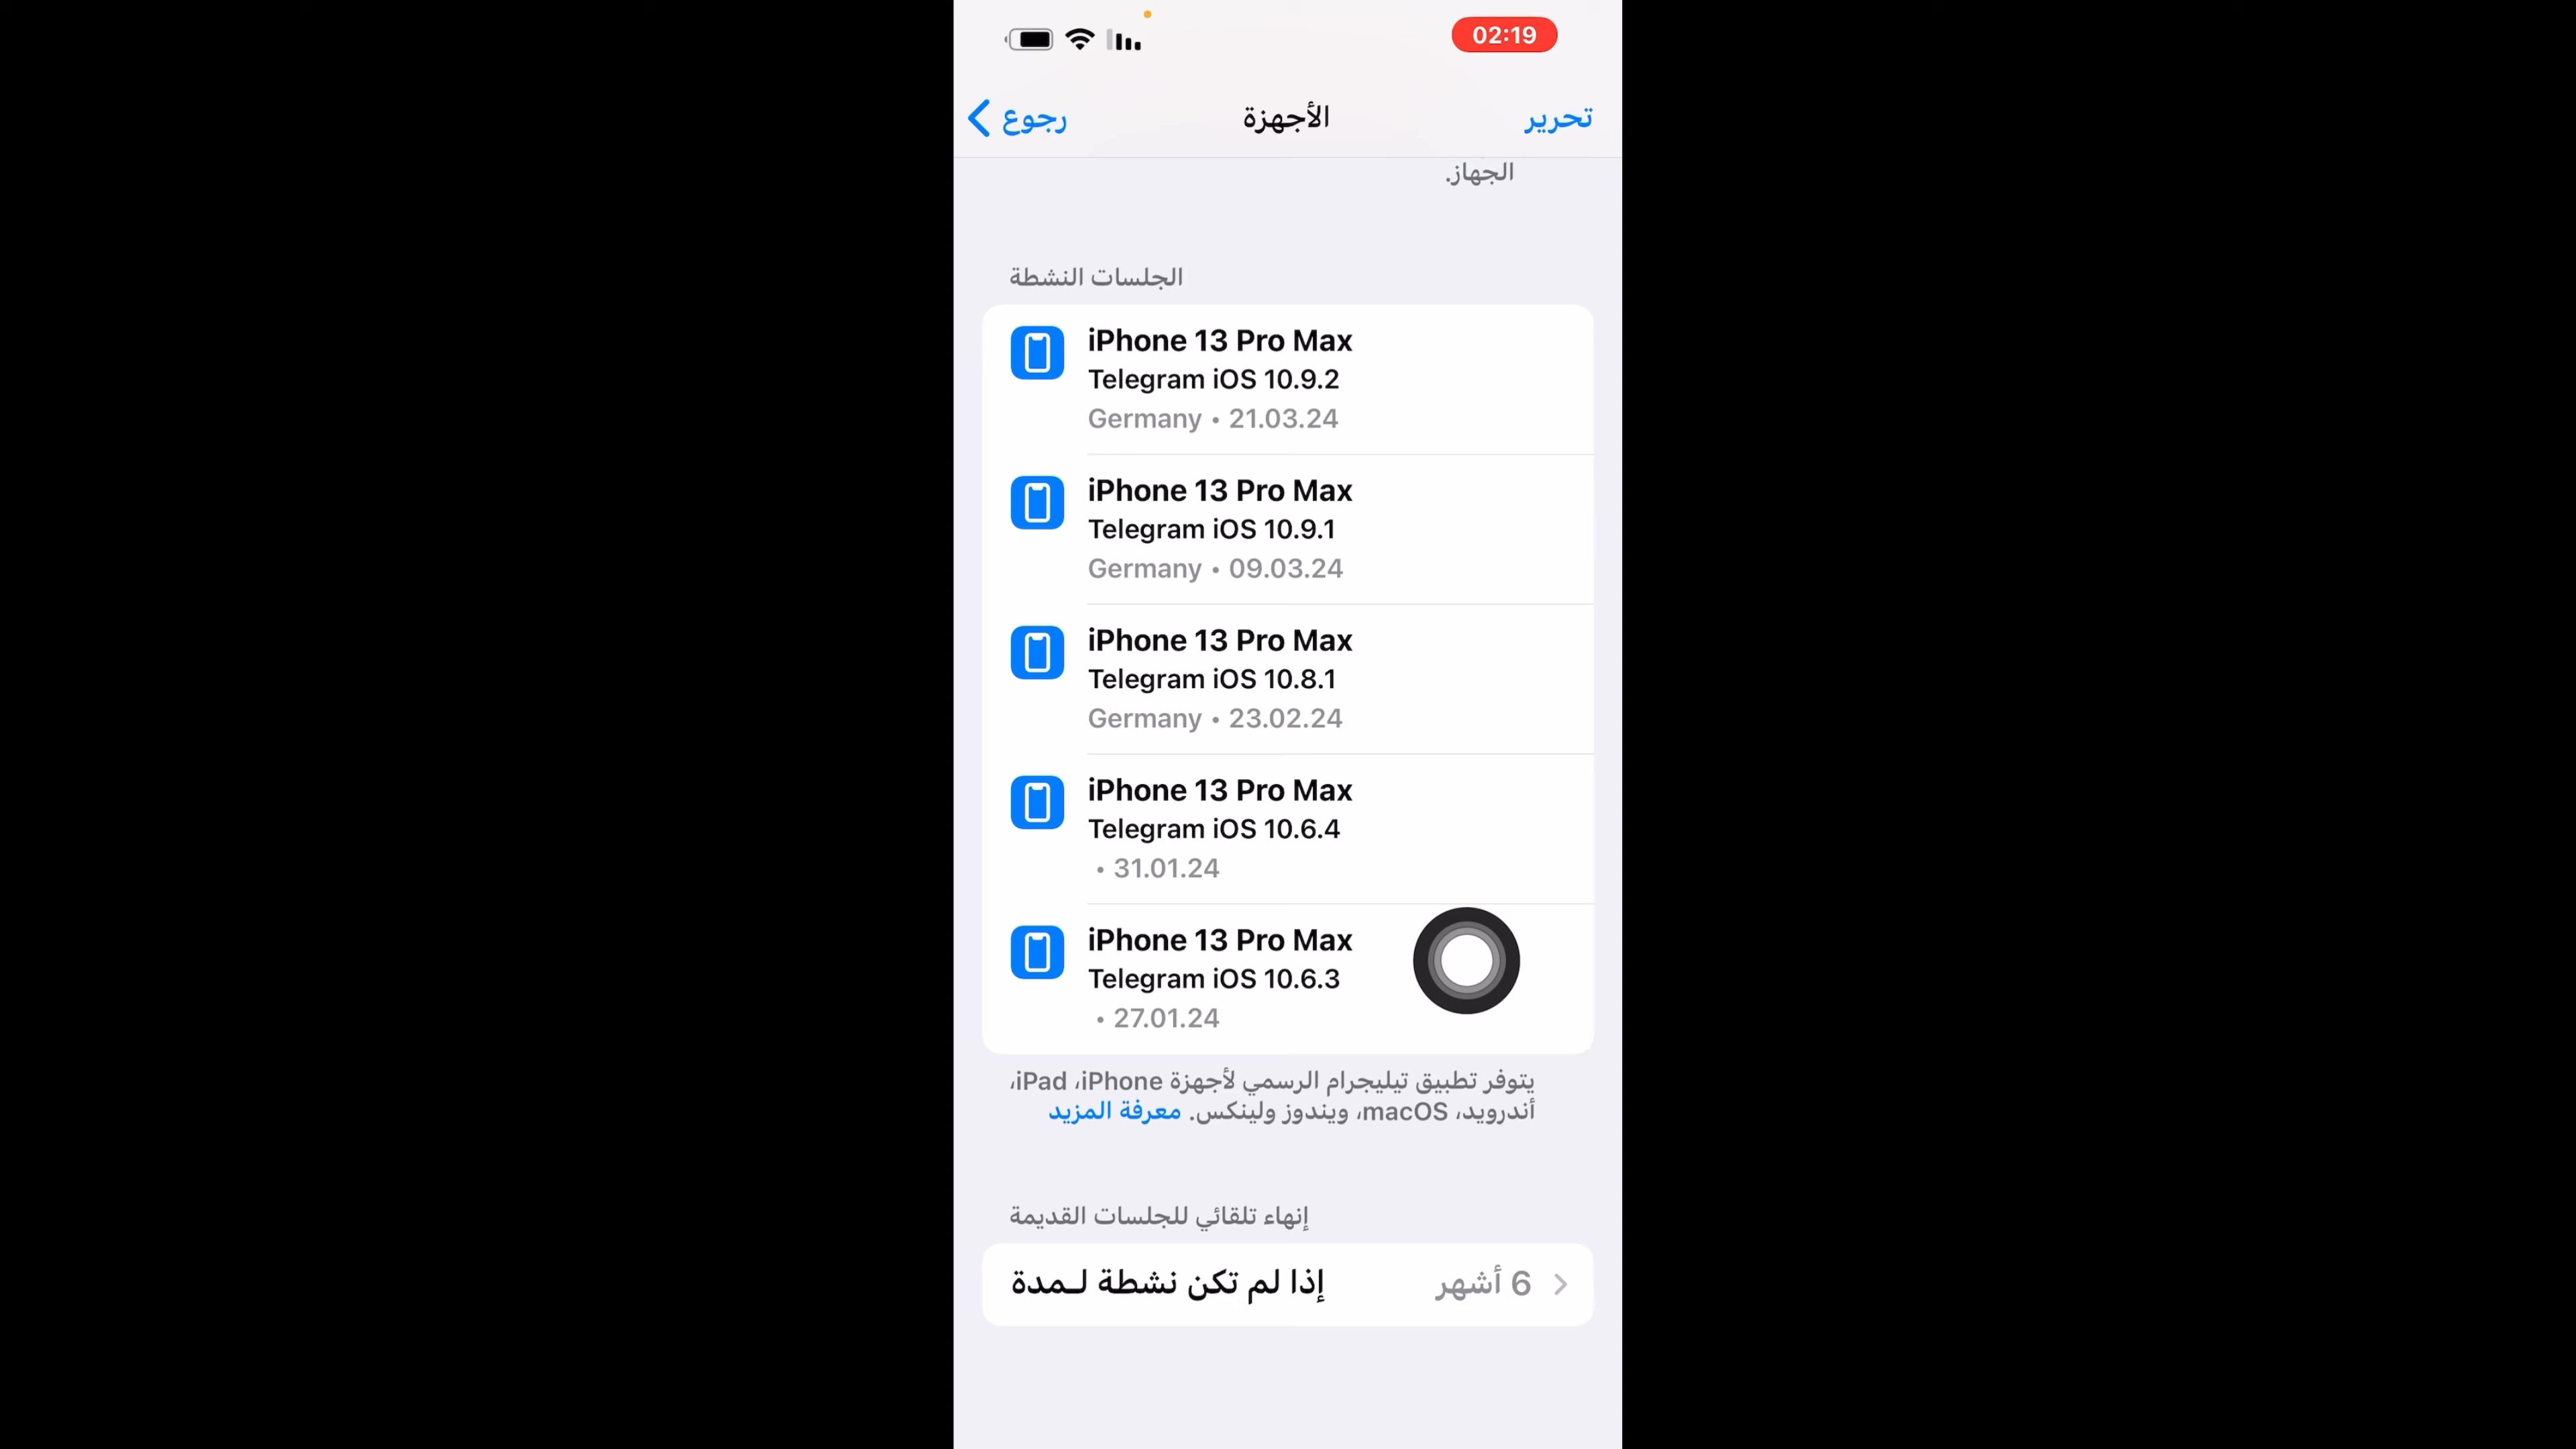 02:19
رجوع
الأجهزة
تحرير
الجهاز.
الجلسات النشطة
iPhone 13 Pro Max
Telegram iOS 10.9.2
Germany • 21.03.24
iPhone 13 Pro Max
Telegram iOS 10.9.1
Germany • 09.03.24
iPhone 13 Pro Max
Telegram iOS 10.8.1
Germany • 23.02.24
iPhone 13 Pro Max
Telegram iOS 10.6.4
• 31.01.24
iPhone 13 Pro Max
Telegram iOS 10.6.3
• 27.01.24
يتوفر تطبيق تيليجرام الرسمي لأجهزة iPhone، iPad،
أندرويد، macOS، ويندوز ولينكس. معرفة المزيد
إنهاء تلقائي للجلسات القديمة
إذا لم تكن نشطة لـمدة
6 أشهر